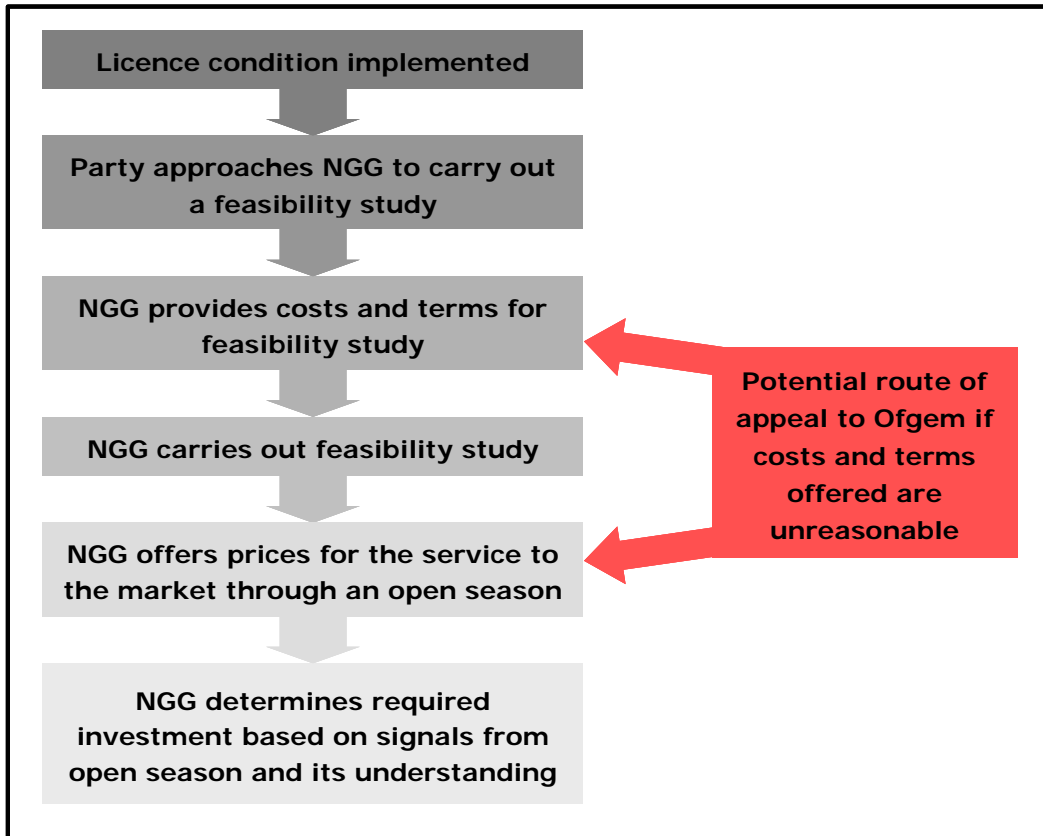 Licence condition implemented
Party approaches NGG to carry out
a feasibility study
NGG provides costs and terms for
feasibility study
NGG carries out feasibility study
NGG offers prices for the service to
the market through an open season
NGG determines required
investment based on signals from
open season and its understanding
Potential route of
appeal to Ofgem if
costs and terms
offered are
unreasonable